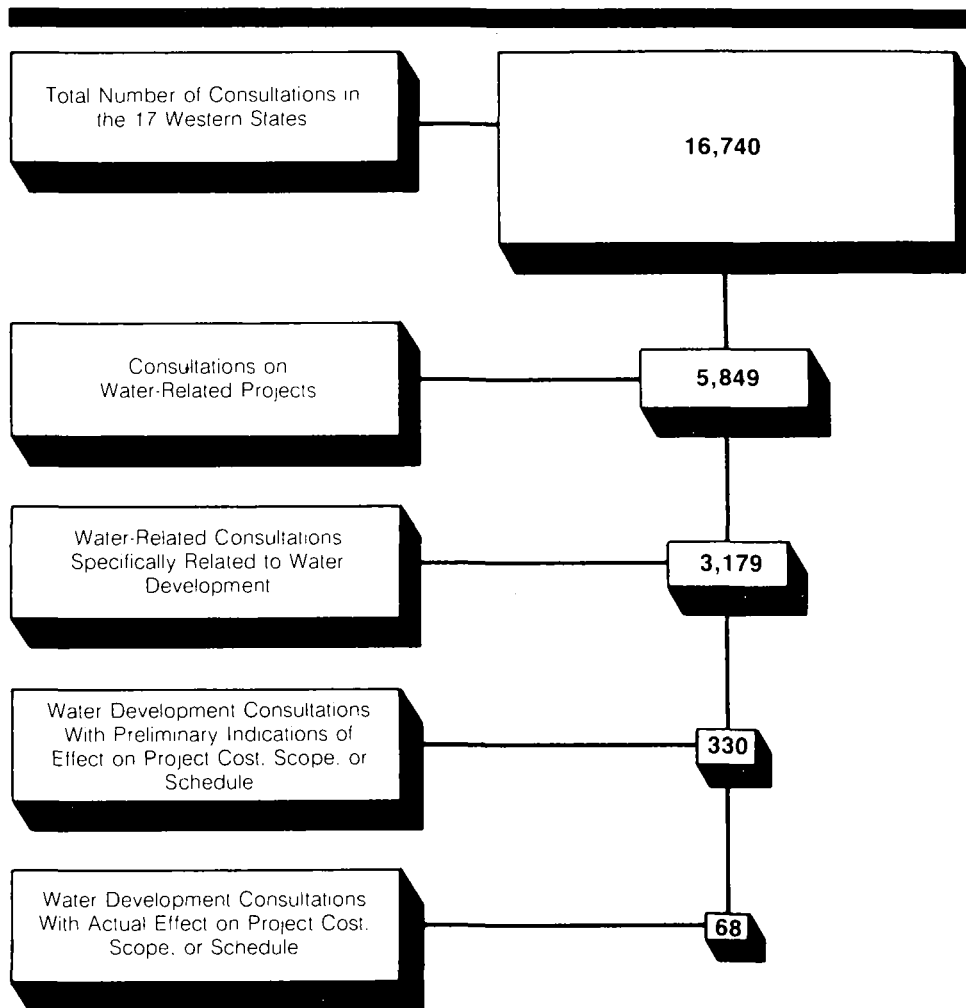 Total Number of Consultations in
the 17 Western States
16,740
Consultations on
Water-Related Projects
5,849
Water-Related Consultations
Specifically Related to Water
Development
3,179
Water Development Consultations
With Preliminary Indications of
Effect on Project Cost. Scope. or
Schedule
330
Water Development Consultations
With Actual Effect on Project Cost.
Scope. or Schedule
68